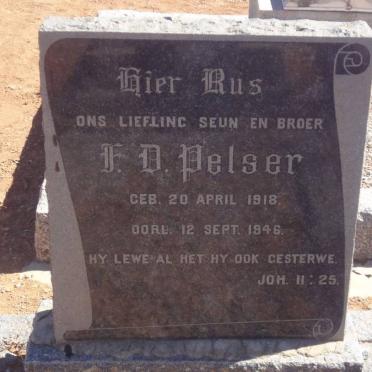 Hier Rus
ONS LIEFLING SEUN EN BROER
F. D. Pelser
GEB. 20 APRIL 1918.
OORL. 12 SEPT. 1946.
HY LEWE AL HET HY OOK GESTERWE.
JOH. 11:25.